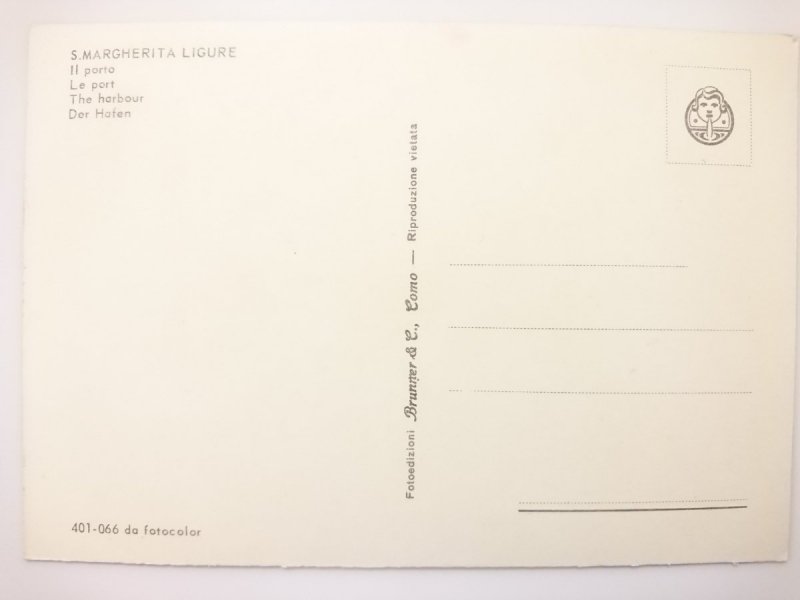 S. MARGHERITA LIGURE
Il porto
Le port
The harbour
Der Hafen
Fotoedizioni Brunner & C., Como — Riproduzione vietata
401-066 da fotocolor